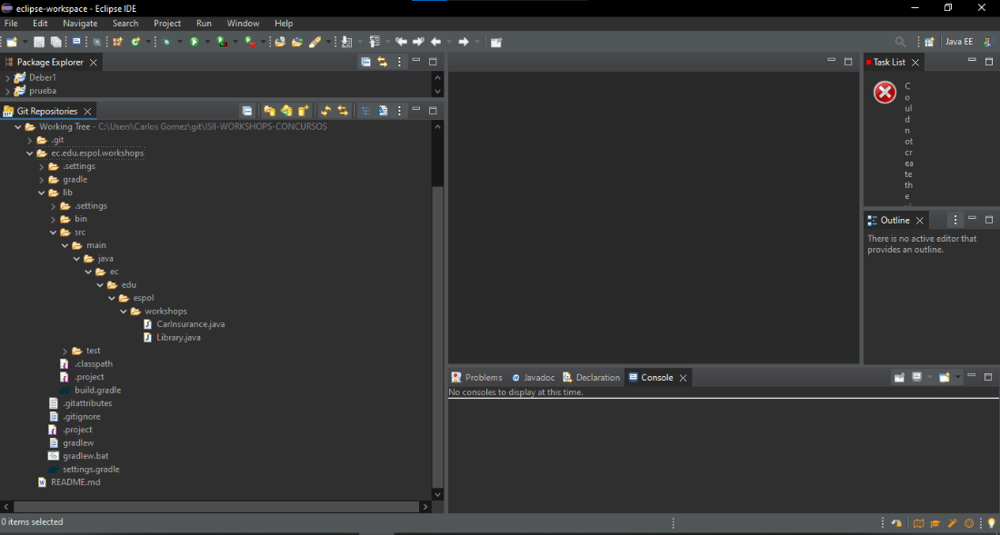 eclipse-workspace - Eclipse IDE
File Edit Navigate Search Project Run Window Help
Java EE
Package Explorer
Deber1
prueba
Git Repositories
GIT
Working Tree - C:\Users\Carlos Gomez\git\ISII-WORKSHOPS-CONCURSOS
.git
ec.edu.espol.workshops
.settings
gradle
lib
.settings
bin
src
main
java
ec
edu
espol
workshops
CarInsurance.java
Library.java
test
.classpath
.project
build.gradle
.gitattributes
.gitignore
.project
gradlew
gradlew.bat
settings.gradle
README.md
0 items selected
Task List
C
o
ul
d
n
ot
cr
ea
te
th
e
Outline
There is no active editor that
provides an outline.
Problems Javadoc Declaration Console
No consoles to display at this time.